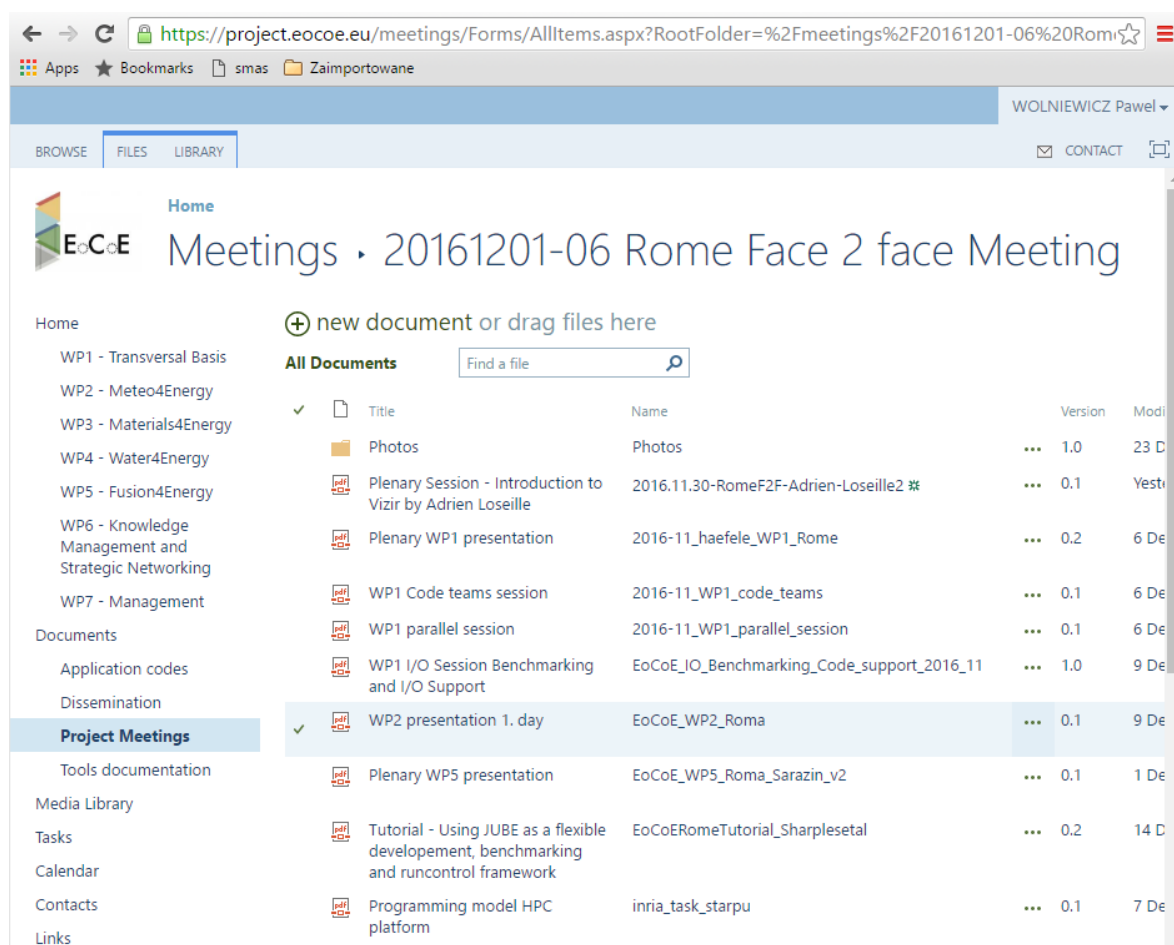 https://project.eocoe.eu/meetings/Forms/AllItems.aspx?RootFolder=%2Fmeetings%2F20161201-06%20Rom
Apps Bookmarks smas Zaimportowane
WOLNIEWICZ Pawel
BROWSE FILES LIBRARY CONTACT
Home
EoCoE
Meetings ▸ 20161201-06 Rome Face 2 face Meeting
Home
WP1 - Transversal Basis
WP2 - Meteo4Energy
WP3 - Materials4Energy
WP4 - Water4Energy
WP5 - Fusion4Energy
WP6 - Knowledge
Management and
Strategic Networking
WP7 - Management
Documents
Application codes
Dissemination
Project Meetings
Tools documentation
Media Library
Tasks
Calendar
Contacts
Links
new document or drag files here
All Documents Find a file
Title Name Version Modi
Photos Photos ... 1.0 23 D
Plenary Session - Introduction to 2016.11.30-RomeF2F-Adrien-Loseille2 ... 0.1 Yest
Vizir by Adrien Loseille
Plenary WP1 presentation 2016-11_haefele_WP1_Rome ... 0.2 6 De
WP1 Code teams session 2016-11_WP1_code_teams ... 0.1 6 De
WP1 parallel session 2016-11_WP1_parallel_session ... 0.1 6 De
WP1 I/O Session Benchmarking EoCoE_IO_Benchmarking_Code_support_2016_11 ... 1.0 9 De
and I/O Support
WP2 presentation 1. day EoCoE_WP2_Roma ... 0.1 9 De
Plenary WP5 presentation EoCoE_WP5_Roma_Sarazin_v2 ... 0.1 1 De
Tutorial - Using JUBE as a flexible EoCoERomeTutorial_Sharplesetal ... 0.2 14 D
developement, benchmarking
and runcontrol framework
Programming model HPC inria_task_starpu ... 0.1 7 De
platform